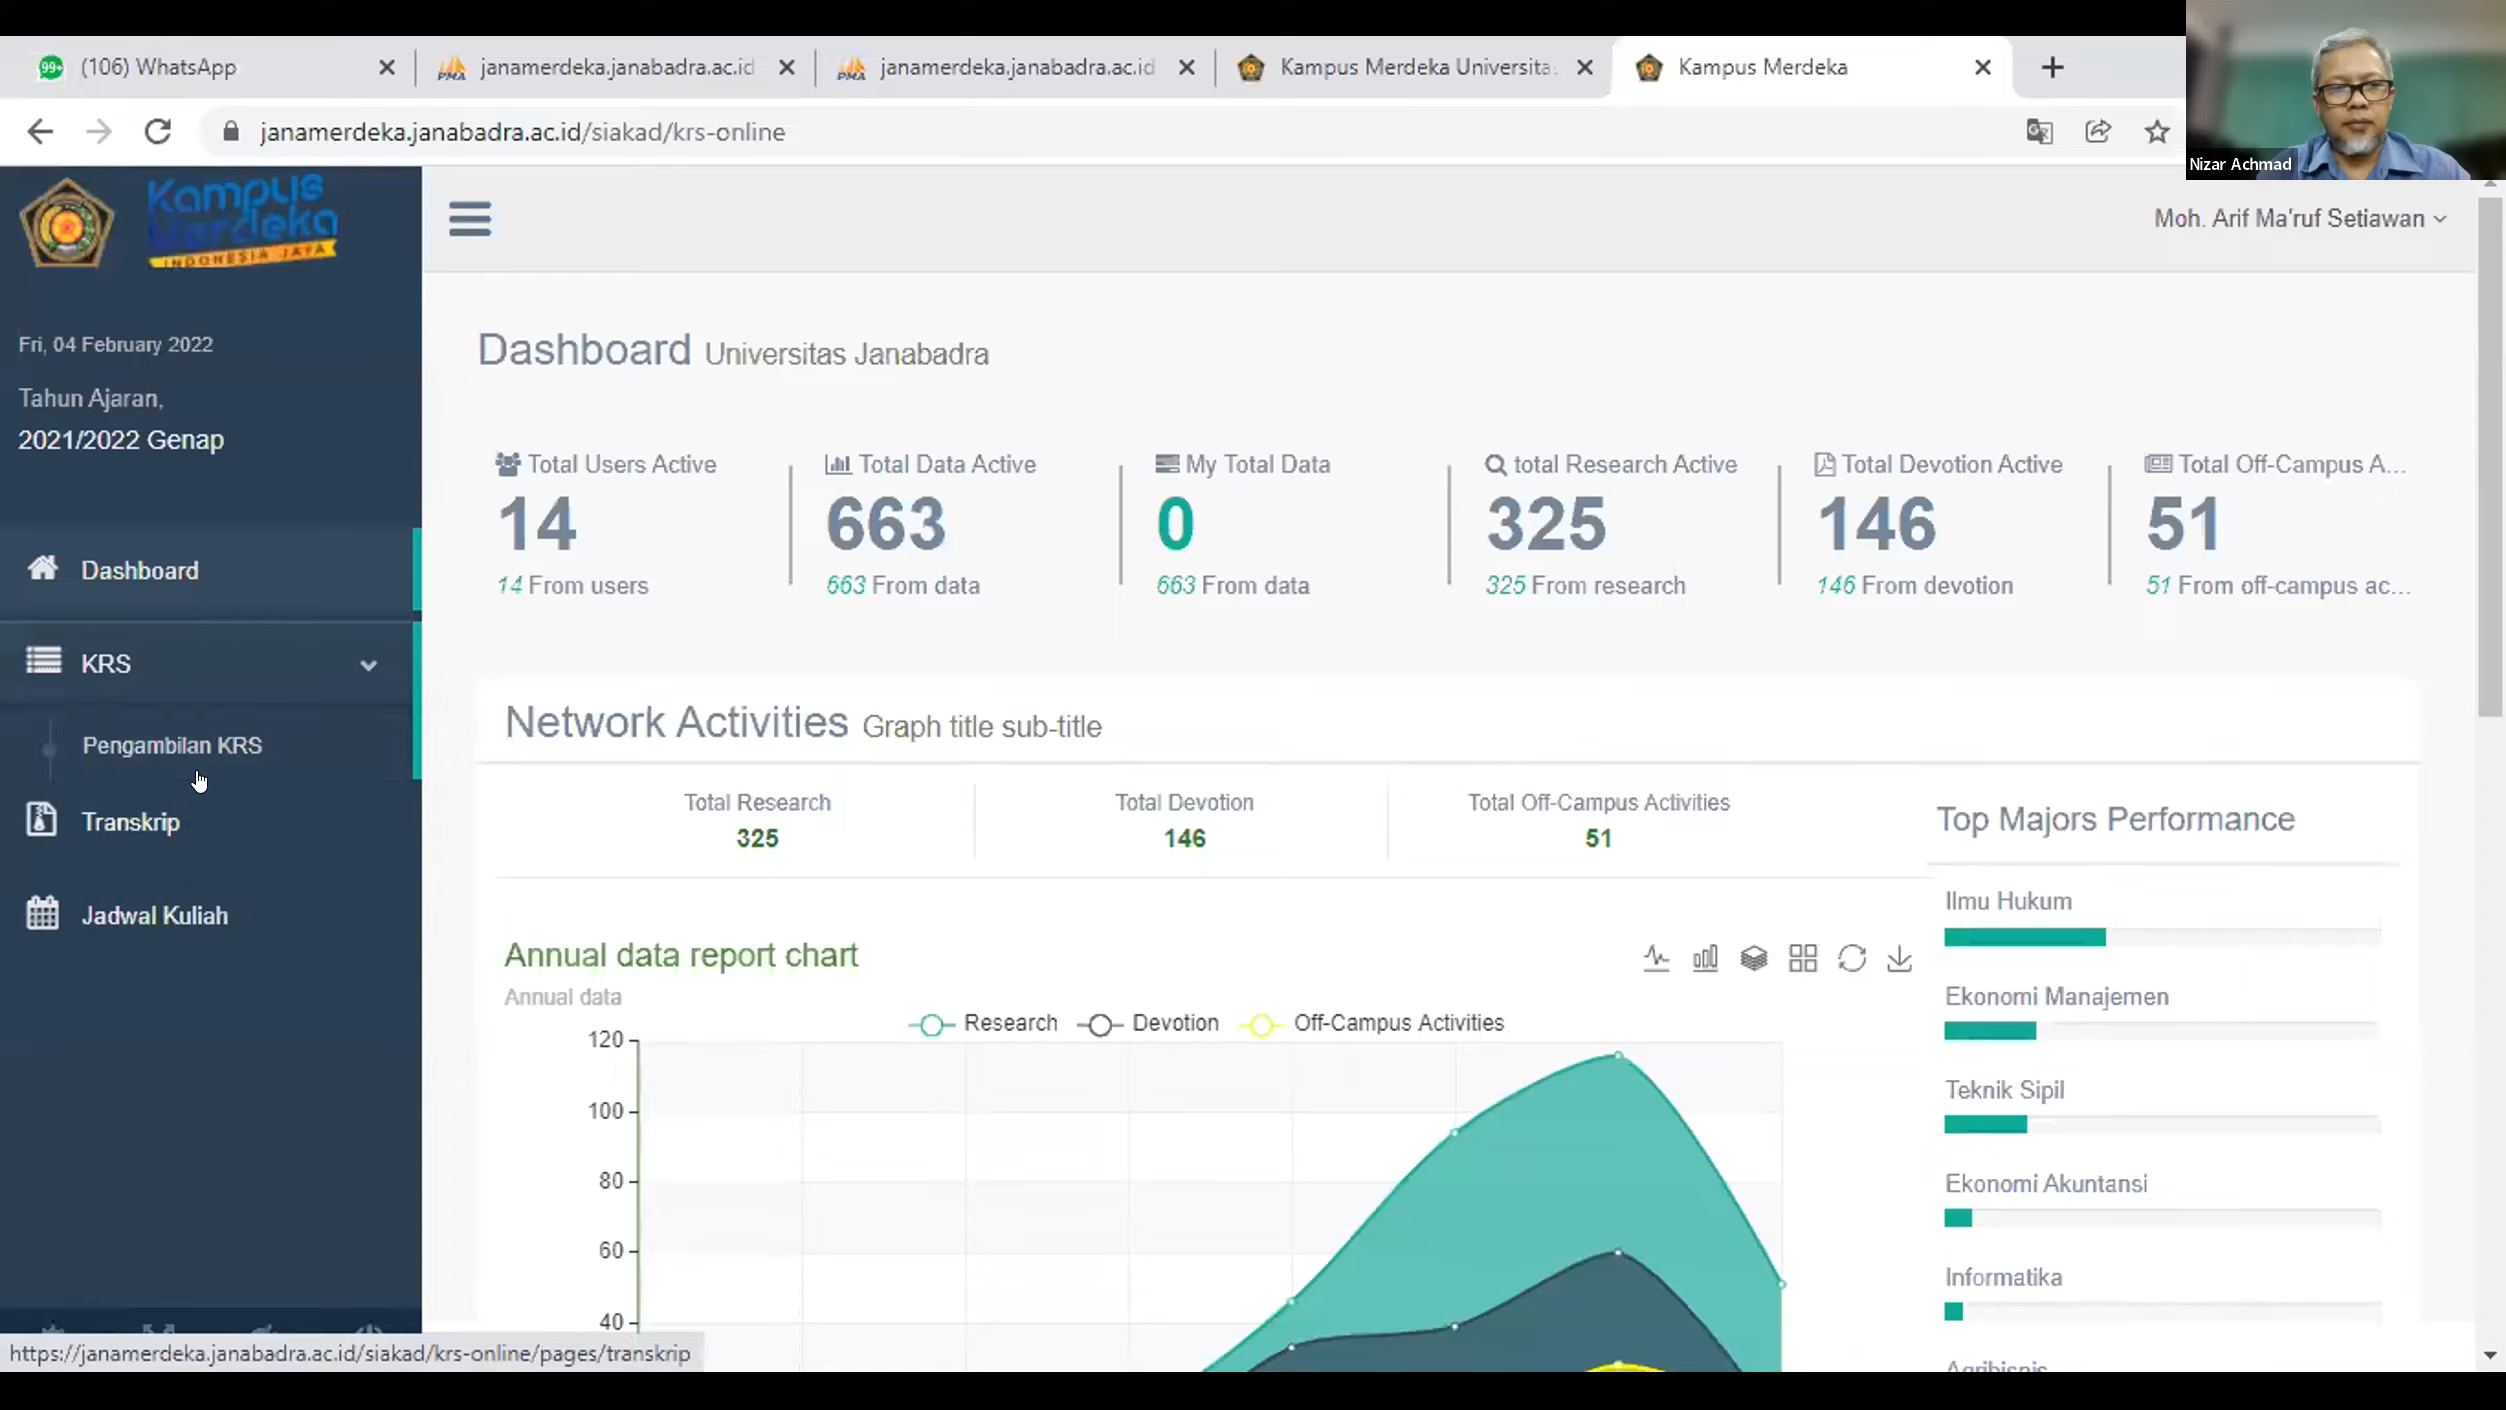 99+ (106) WhatsApp
PMA janamerdeka.janabadra.ac.id
PMA janamerdeka.janabadra.ac.id
Kampus Merdeka Universita
Kampus Merdeka
janamerdeka.janabadra.ac.id/siakad/krs-online
Nizar Achmad
Kampus
Merdeka
INDONESIA JAYA
Moh. Arif Ma'ruf Setiawan
Fri, 04 February 2022
Tahun Ajaran,
2021/2022 Genap
Dashboard
KRS
Pengambilan KRS
Transkrip
Jadwal Kuliah
Dashboard Universitas Janabadra
Total Users Active
14
14 From users
Total Data Active
663
663 From data
My Total Data
0
663 From data
total Research Active
325
325 From research
Total Devotion Active
146
146 From devotion
Total Off-Campus A...
51
51 From off-campus ac...
Network Activities Graph title sub-title
Total Research
325
Total Devotion
146
Total Off-Campus Activities
51
Annual data report chart
Annual data
Research Devotion Off-Campus Activities
120
100
80
60
40
Top Majors Performance
Ilmu Hukum
Ekonomi Manajemen
Teknik Sipil
Ekonomi Akuntansi
Informatika
Agribisnis
https://janamerdeka.janabadra.ac.id/siakad/krs-online/pages/transkrip